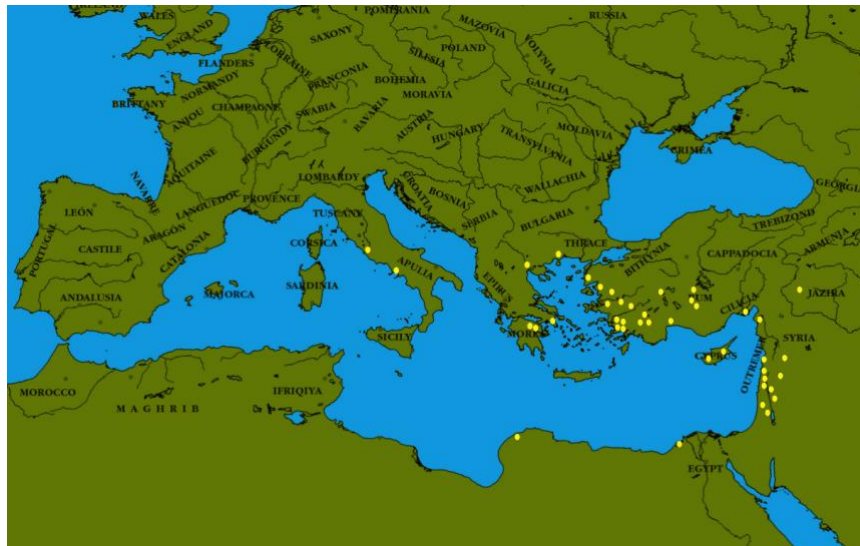 WALES
ENGLAND
POMERANIA
MAZOVIA
RUSSIA
SAXONY
POLAND
SILESIA
VOLYNIA
FLANDERS
LORRAINE
FRANCONIA
BOHEMIA
MORAVIA
GALICIA
NORMANDY
BRITTANY
CHAMPAGNE
ANJOU
SWABIA
BAVARIA
AUSTRIA
HUNGARY
TRANSYLVANIA
MOLDAVIA
CRIMEA
BURGUNDY
AQUITAINE
LOMBARDY
CROATIA
BOSNIA
WALLACHIA
GEORGIA
NAVARRE
LANGUEDOC
PROVENCE
TUSCANY
SERBIA
BULGARIA
TREBIZOND
LEÓN
ARAGÓN
CATALONIA
PORTUGAL
CASTILE
CORSICA
APULIA
THRACE
BITHYNIA
CAPPADOCIA
ARMENIA
MAJORCA
SARDINIA
EPIRUS
RUM
CILICIA
JAZIRA
ANDALUSIA
SICILY
MOREA
CYPRUS
SYRIA
OUTREMER
MOROCCO
MAGHRIB
IFRIQIYA
EGYPT